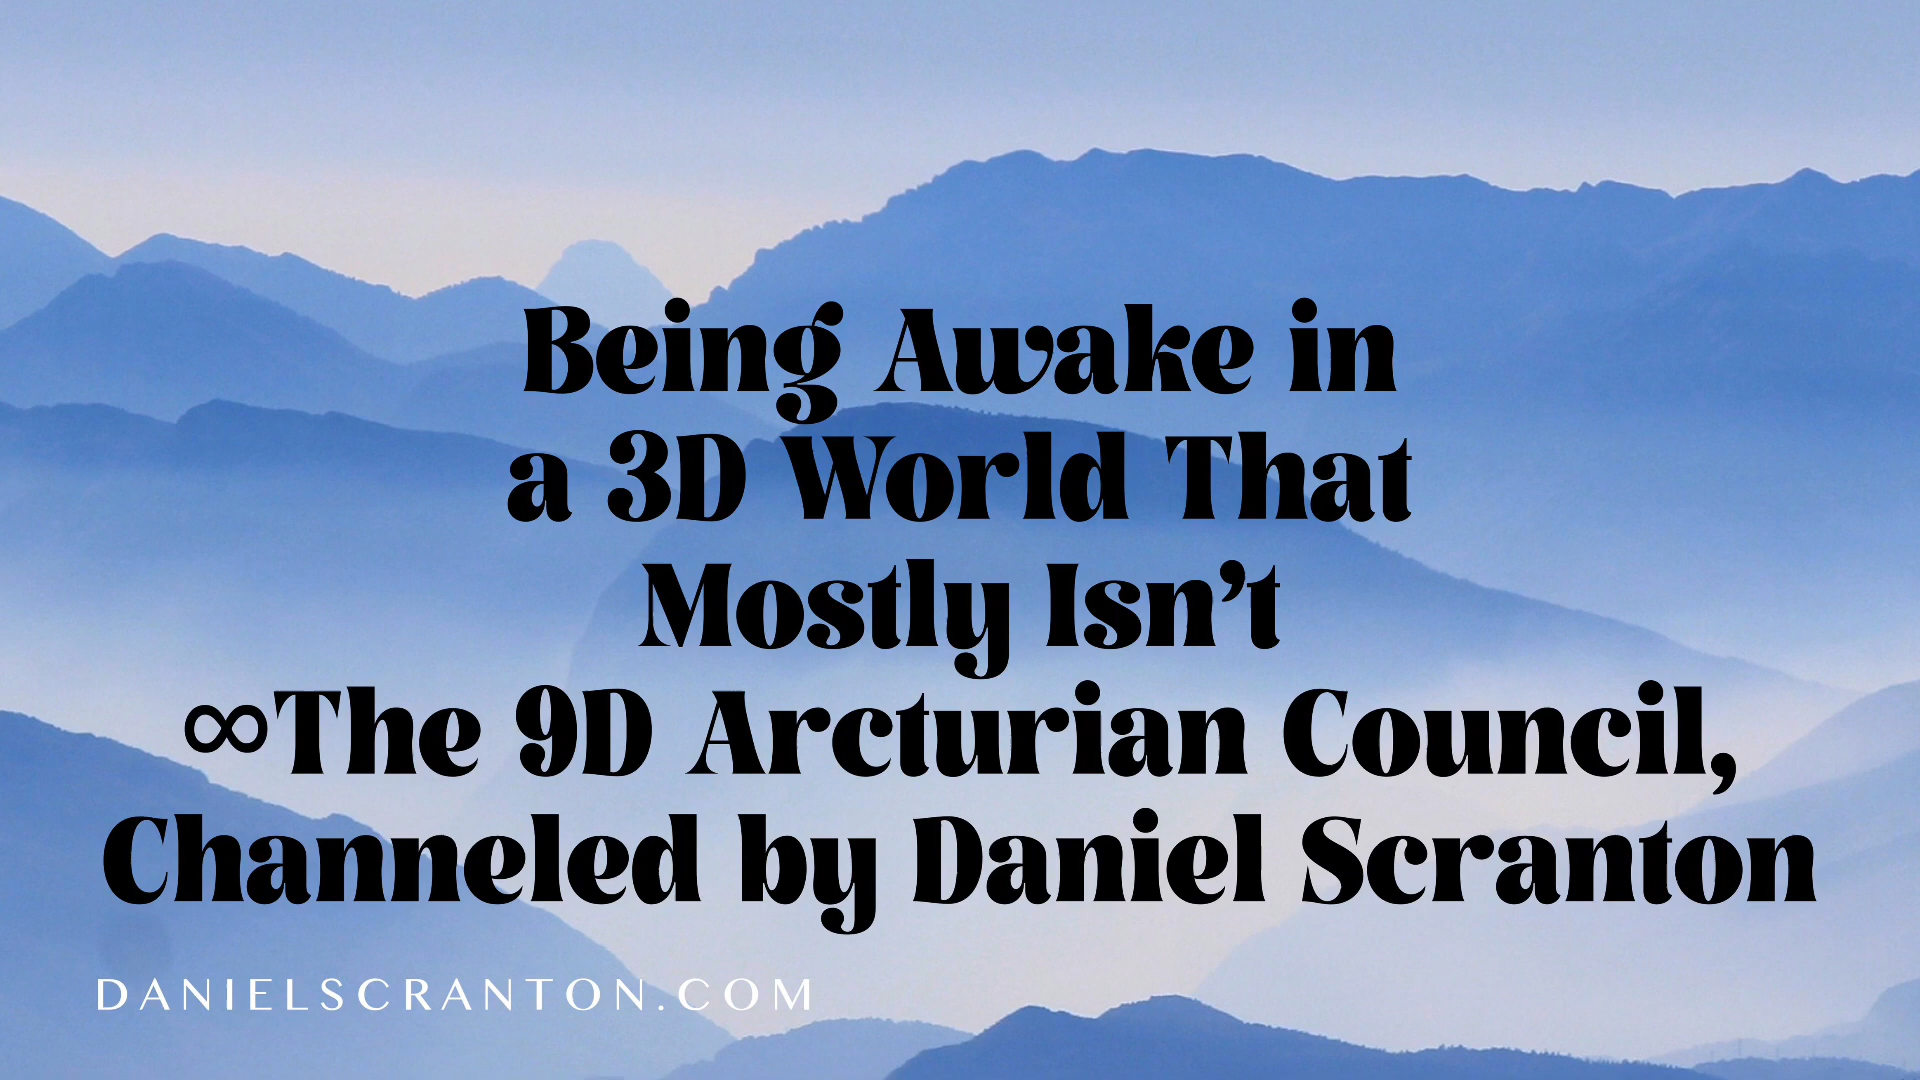 Being Awake in
a 3D World That
Mostly Isn’t
∞The 9D Arcturian Council,
Channeled by Daniel Scranton
DANIELSCRANTON.COM